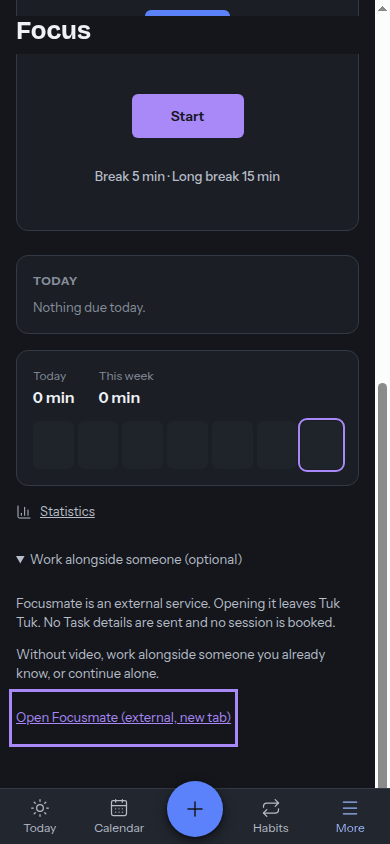 Focus
Start
Break 5 min · Long break 15 min
TODAY
Nothing due today.
Today This week
0 min 0 min
Statistics
▼ Work alongside someone (optional)
Focusmate is an external service. Opening it leaves Tuk
Tuk. No Task details are sent and no session is booked.
Without video, work alongside someone you already
know, or continue alone.
Open Focusmate (external, new tab)
Today Calendar + Habits More